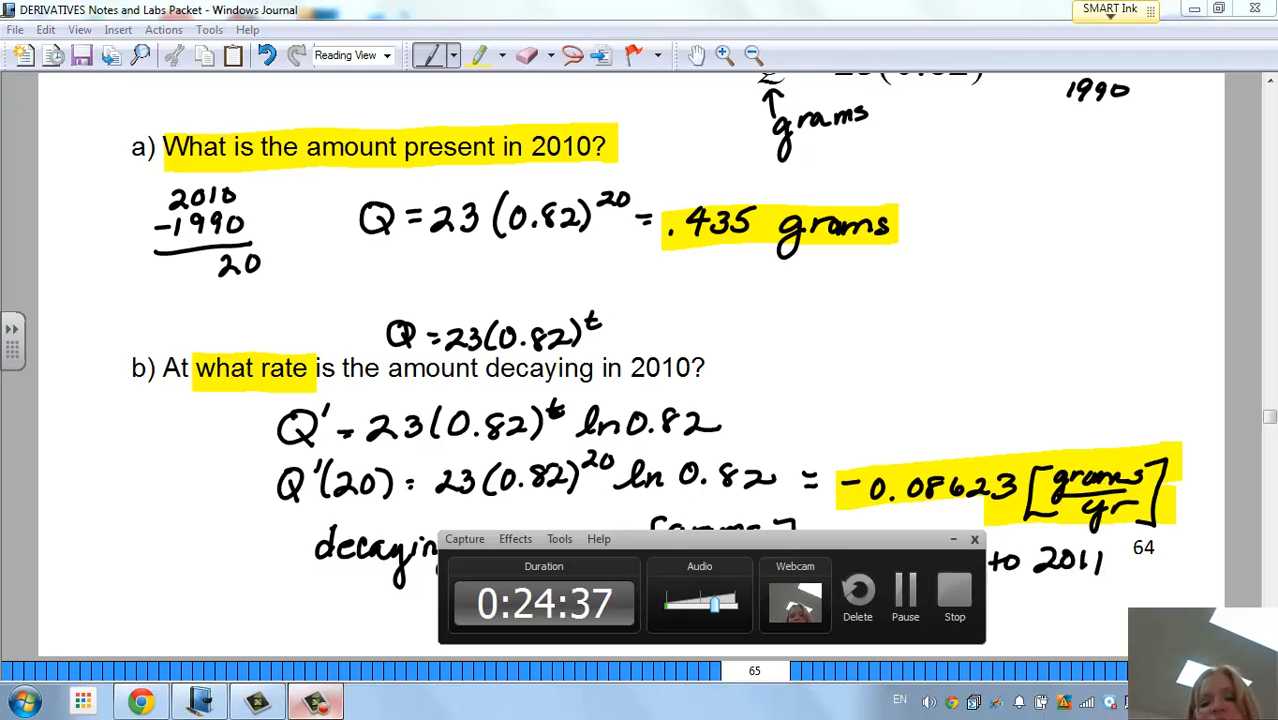 DERIVATIVES Notes and Labs Packet - Windows Journal
SMART Ink
File Edit View Insert Actions Tools Help
Reading View
1990
grams
a) What is the amount present in 2010?
2010
-1990
20
Q = 23 (0.82)^20 = .435 grams
Q = 23(0.82)^t
b) At what rate is the amount decaying in 2010?
Q' = 23(0.82)^t ln 0.82
Q'(20) = 23(0.82)^20 ln 0.82 = -0.08623 [grams/yr]
decaying to 2011
64
Capture Effects Tools Help
Duration Audio Webcam
0:24:37
Delete Pause Stop
65
EN